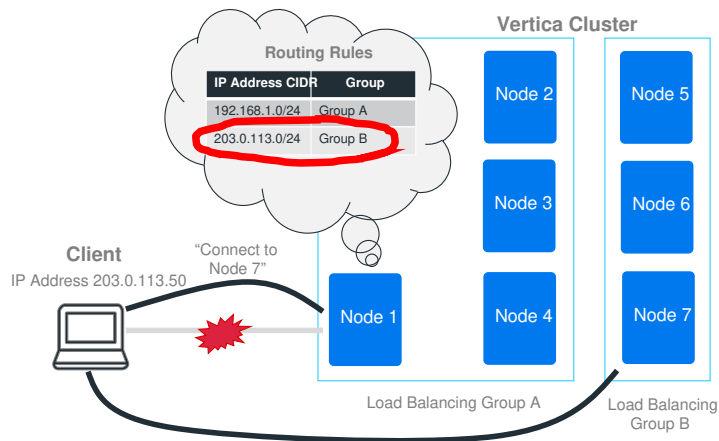 Vertica Cluster
Routing Rules
IP Address CIDR Group
192.168.1.0/24 Group A
203.0.113.0/24 Group B
Node 2
Node 5
Node 3
Node 6
Client
IP Address 203.0.113.50
“Connect to
Node 7”
Node 1
Node 4
Node 7
Load Balancing Group A
Load Balancing
Group B